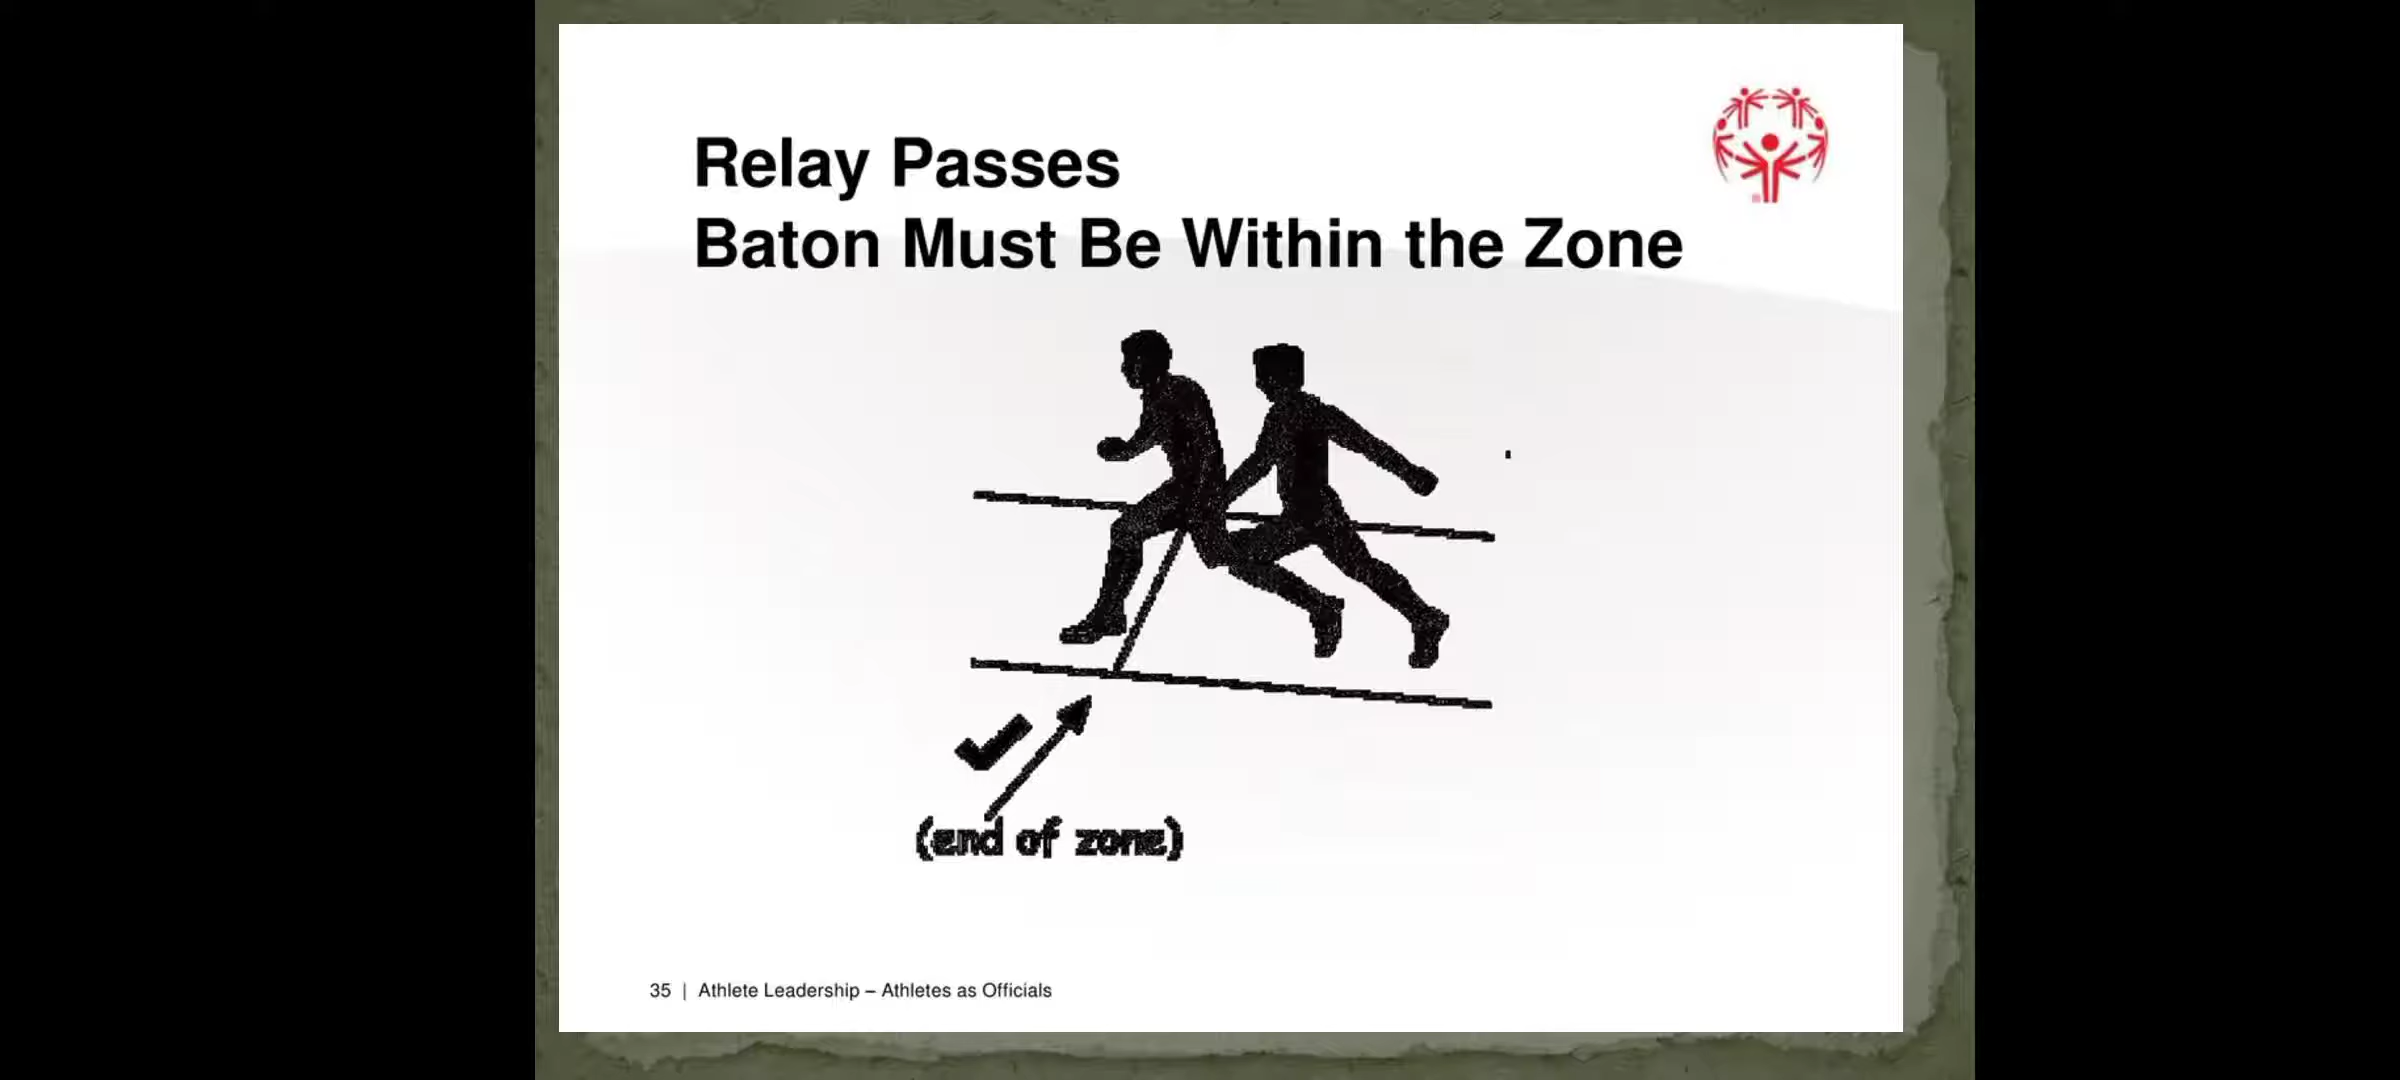 Relay Passes
Baton Must Be Within the Zone
(end of zone)
35 | Athlete Leadership – Athletes as Officials